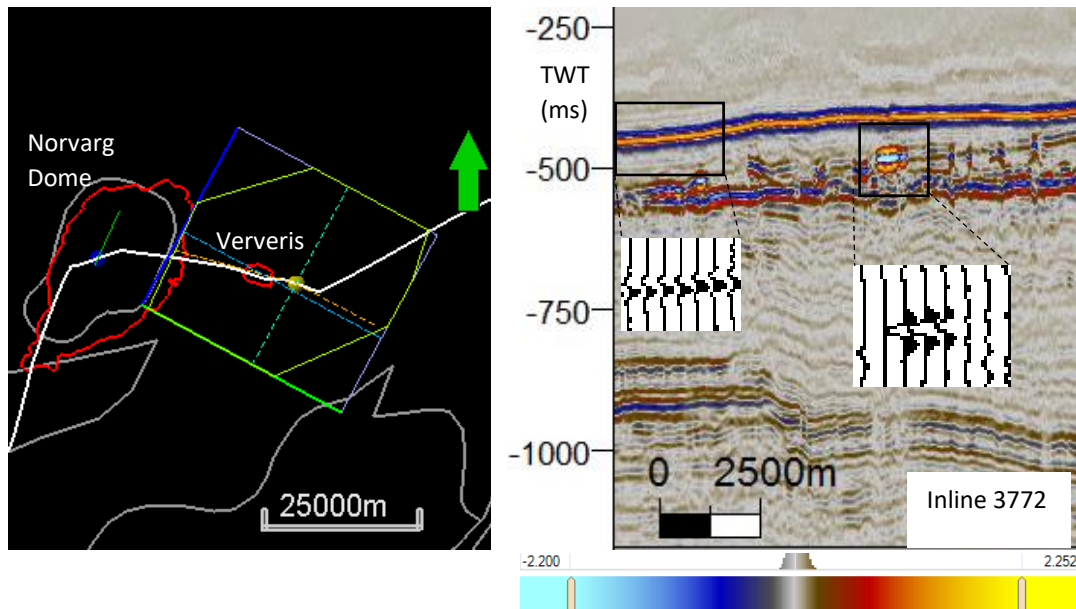 Norvarg
Dome
Ververis
25000m
-250
TWT
(ms)
-500
-750
-1000
0 2500m
Inline 3772
-2.200 2.252